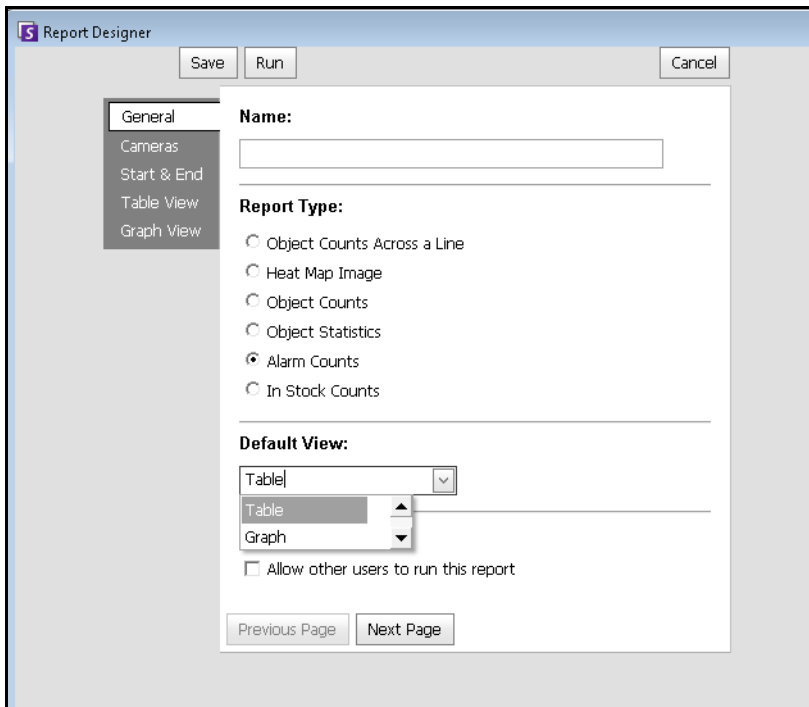 Report Designer
Save Run Cancel
General
Cameras
Start & End
Table View
Graph View
Name:
Report Type:
Object Counts Across a Line
Heat Map Image
Object Counts
Object Statistics
Alarm Counts
In Stock Counts
Default View:
Table
Table
Graph
Allow other users to run this report
Previous Page Next Page